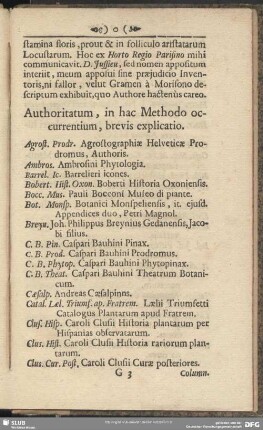 o
stamina floris, prout & in folliculo aristatarum
Locustarum. Hoc ex Horto Regio Parisino mihi
communicavit D. Jussieu, sed nomen appositum
interiit, meum apposui sine præjudicio Inven-
toris, ni fallor, velut Gramen à Morisono de-
scriptum exhibuit, quo Authore hactenùs careo.
Authoritatum, in hac Methodo oc-
currentium, brevis explicatio.
Agrost. Prodr. Agrostographiæ Helveticæ Pro-
dromus, Authoris.
Ambros. Ambrosini Phytologia.
Barrel. Ic. Barrelieri icones.
Bobert. Hist. Oxon. Boberti Historia Oxoniensis.
Bocc. Mus. Pauli Bocconi Museo di piante.
Bot. Monsp. Botanici Monspeliensis, it. ejusd.
Appendices duo, Petri Magnol.
Breyn. Joh. Philippus Breynius Gedanensis, Jaco-
bi filius.
C. B. Pin. Caspari Bauhini Pinax.
C. B. Prod. Caspari Bauhini Prodromus.
C. B. Phytop. Caspari Bauhini Phytopinax.
C. B. Theat. Caspari Bauhini Theatrum Botani-
cum.
Cæsalp. Andreas Cæsalpinus.
Catal. Læl. Triumf. ap. Fratrem. Lælii Triumfetti
Catalogus Plantarum apud Fratrem.
Clus. Hisp. Caroli Clusii Historia plantarum per
Hispanias observatarum.
Clus. Hist. Caroli Clusii Historia rariorum plan-
tarum.
Clus. Cur. Post. Caroli Clusii Curæ posteriores.
G 3 Column.
SLUB
DFG